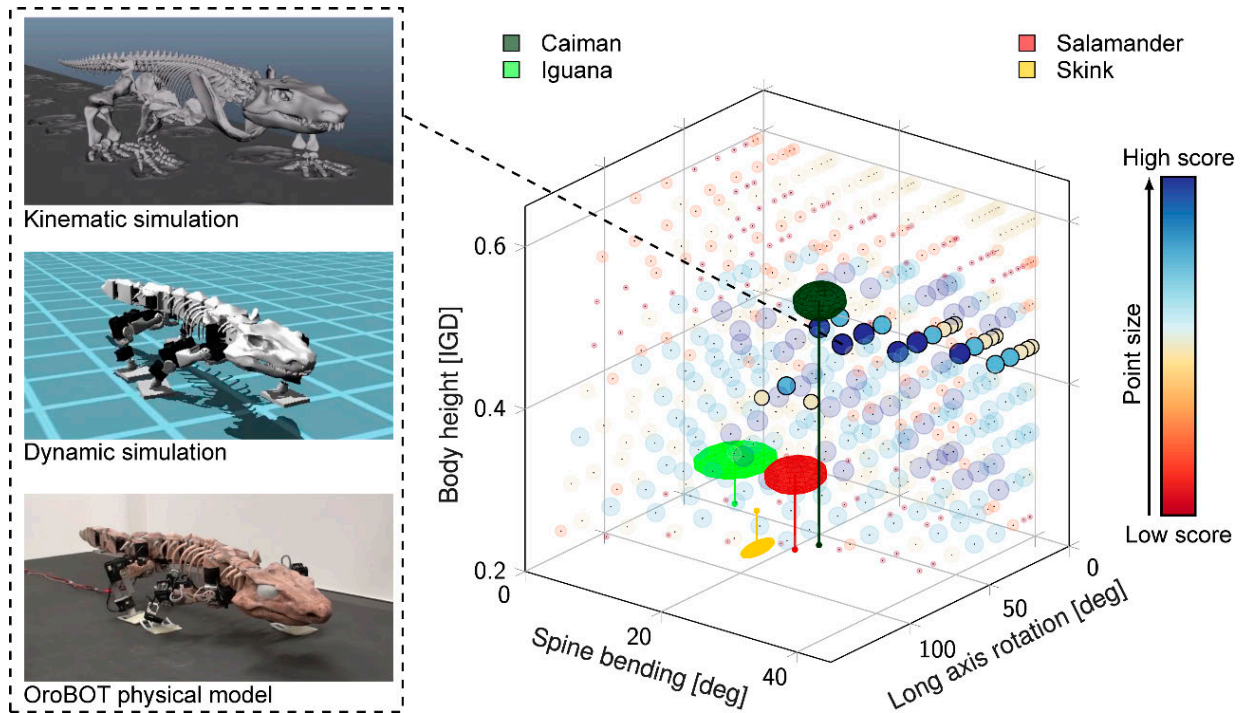 Kinematic simulation
Dynamic simulation
OroBOT physical model
Caiman
Iguana
Salamander
Skink
High score
Point size
Low score
Body height [IGD]
0.6
0.4
0.2
0
20
40
Spine bending [deg]
100
50
0
Long axis rotation [deg]